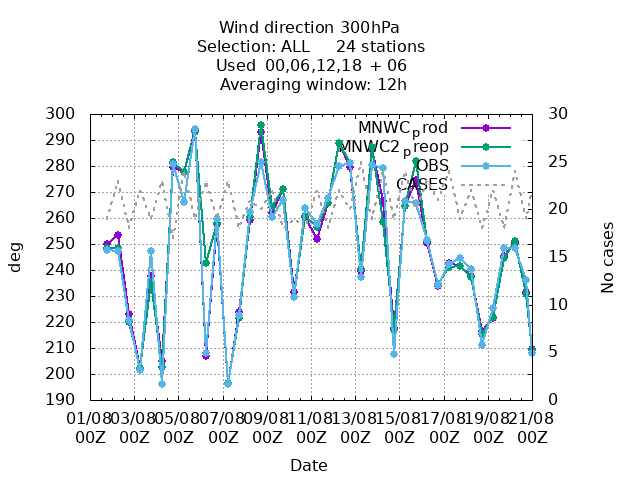 Wind direction 300hPa
Selection: ALL 24 stations
Used 00,06,12,18 + 06
Averaging window: 12h
300
290
280
270
260
250
240
230
220
210
200
190
30
25
20
15
10
5
0
MNWCprod
MNWC2preop
OBS
CASES
deg
No cases
01/08 03/08 05/08 07/08 09/08 11/08 13/08 15/08 17/08 19/08 21/08
00Z 00Z 00Z 00Z 00Z 00Z 00Z 00Z 00Z 00Z 00Z
Date